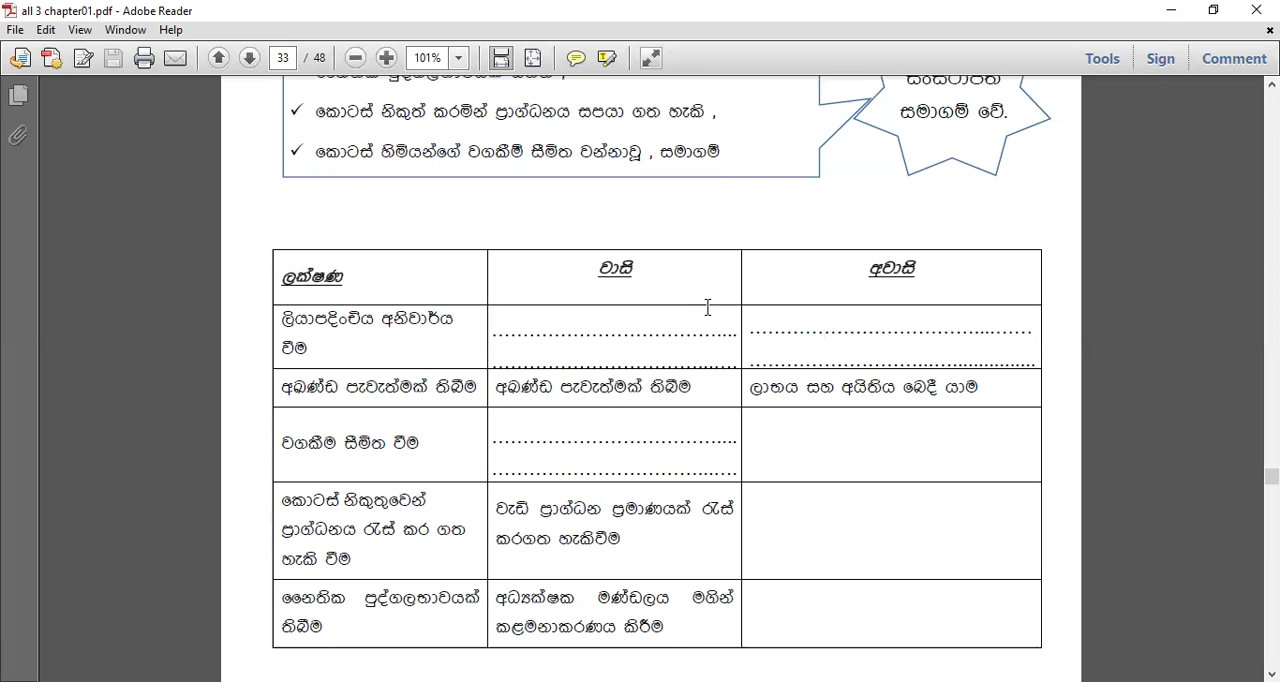 all 3 chapter01.pdf - Adobe Reader
File Edit View Window Help
33 / 48 101% Tools Sign Comment
සංස්ථාපිත
✓ කොටස් නිකුත් කරමින් ප්‍රාග්ධනය සපයා ගත හැකි ,
සමාගම් වේ.
✓ කොටස් හිමියන්ගේ වගකීම් සීමිත වන්නාවූ , සමාගම්
ලක්ෂණ වාසි අවාසි
ලියාපදිංචිය අනිවාර්ය
වීම
අඛණ්ඩ පැවැත්මක් තිබීම අඛණ්ඩ පැවැත්මක් තිබීම ලාභය සහ අයිතිය බෙදී යාම
වගකීම සීමිත වීම
කොටස් නිකුතුවෙන්
ප්‍රාග්ධනය රැස් කර ගත
හැකි වීම
වැඩි ප්‍රාග්ධන ප්‍රමාණයක් රැස්
කරගත හැකිවීම
නෛතික පුද්ගලභාවයක්
තිබීම
අධ්‍යක්ෂක මණ්ඩලය මගින්
කළමනාකරණය කිරීම